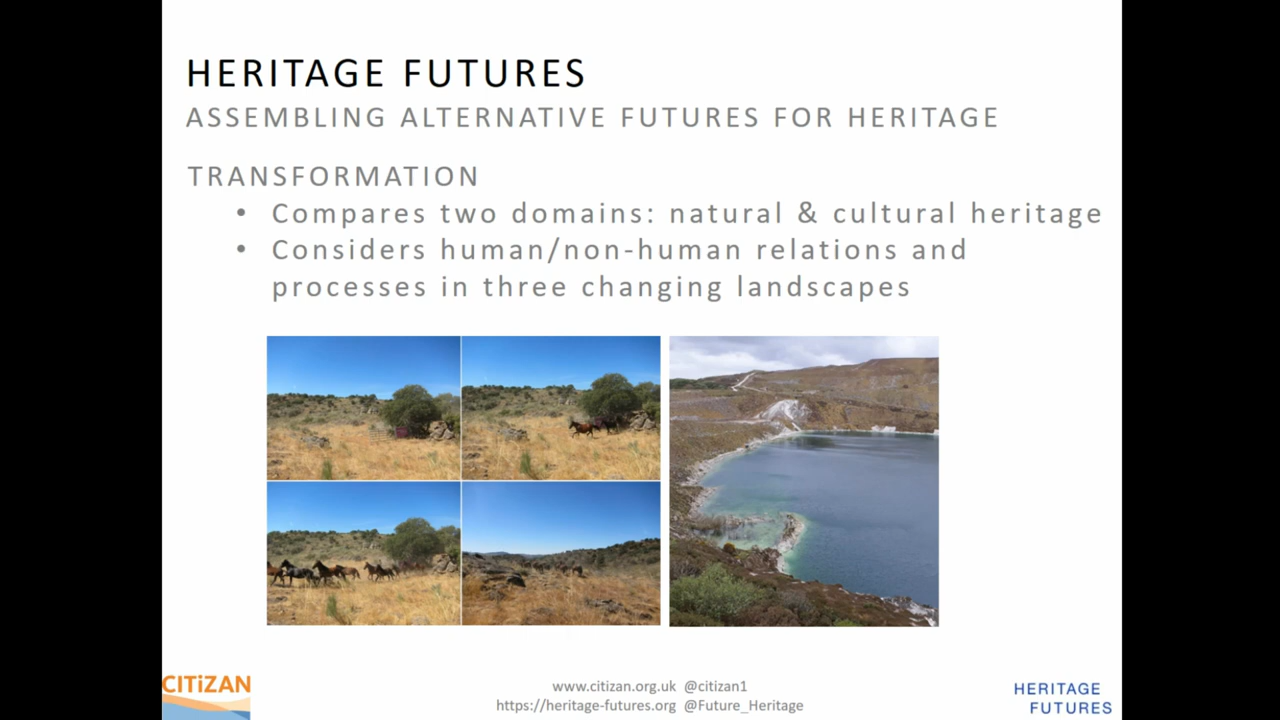 HERITAGE FUTURES
ASSEMBLING ALTERNATIVE FUTURES FOR HERITAGE
TRANSFORMATION
• Compares two domains: natural & cultural heritage
• Considers human/non-human relations and
processes in three changing landscapes
CITiZAN
www.citizan.org.uk @citizan1
https://heritage-futures.org @Future_Heritage
HERITAGE
FUTURES